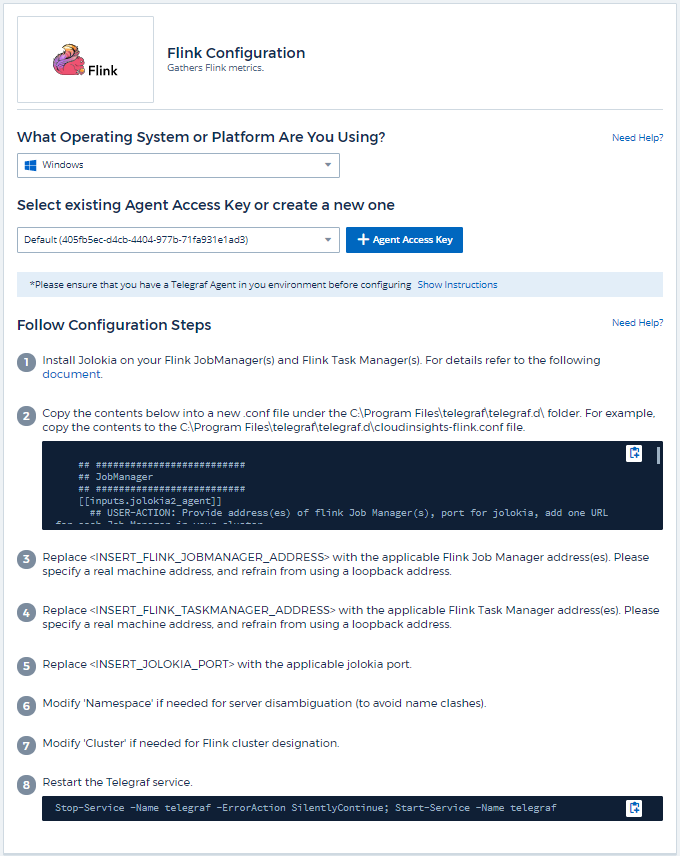 Flink
Flink Configuration
Gathers Flink metrics.
What Operating System or Platform Are You Using?
Need Help?
Windows
Select existing Agent Access Key or create a new one
Default (405fb5ec-d4cb-4404-977b-71fa931e1ad3)
+ Agent Access Key
*Please ensure that you have a Telegraf Agent in you environment before configuring Show Instructions
Follow Configuration Steps
Need Help?
1 Install Jolokia on your Flink JobManager(s) and Flink Task Manager(s). For details refer to the following
document.
2 Copy the contents below into a new .conf file under the C:\Program Files\telegraf\telegraf.d\ folder. For example,
copy the contents to the C:\Program Files\telegraf\telegraf.d\cloudinsights-flink.conf file.
## ##########################
## JobManager
## ##########################
[[inputs.jolokia2_agent]]
## USER-ACTION: Provide address(es) of flink Job Manager(s), port for jolokia, add one URL
for each Job Manager in your cluster
3 Replace <INSERT_FLINK_JOBMANAGER_ADDRESS> with the applicable Flink Job Manager address(es). Please
specify a real machine address, and refrain from using a loopback address.
4 Replace <INSERT_FLINK_TASKMANAGER_ADDRESS> with the applicable Flink Task Manager address(es). Please
specify a real machine address, and refrain from using a loopback address.
5 Replace <INSERT_JOLOKIA_PORT> with the applicable jolokia port.
6 Modify 'Namespace' if needed for server disambiguation (to avoid name clashes).
7 Modify 'Cluster' if needed for Flink cluster designation.
8 Restart the Telegraf service.
Stop-Service -Name telegraf -ErrorAction SilentlyContinue; Start-Service -Name telegraf